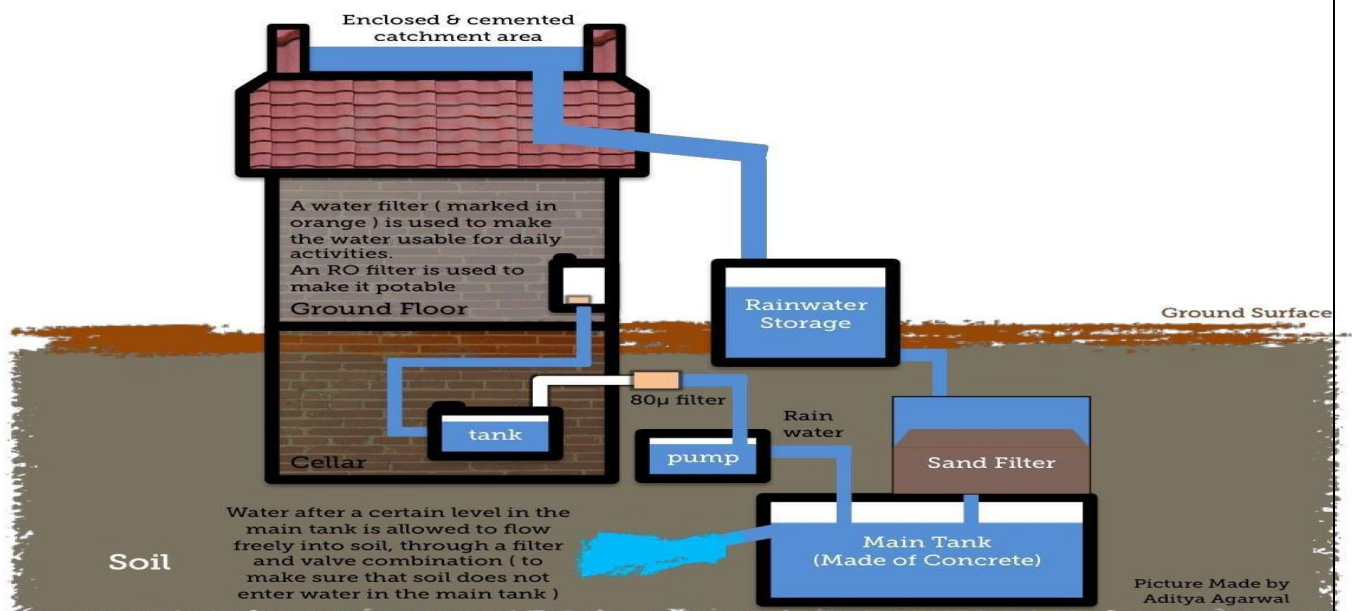 Enclosed & cemented
catchment area
A water filter ( marked in
orange ) is used to make
the water usable for daily
activities.
An RO filter is used to
make it potable
Ground Floor
Rainwater
Storage
Ground Surface
80µ filter
Rain
water
tank
pump
Sand Filter
Cellar
Water after a certain level in the
main tank is allowed to flow
freely into soil, through a filter
and valve combination ( to
make sure that soil does not
enter water in the main tank )
Main Tank
(Made of Concrete)
Soil
Picture Made by
Aditya Agarwal